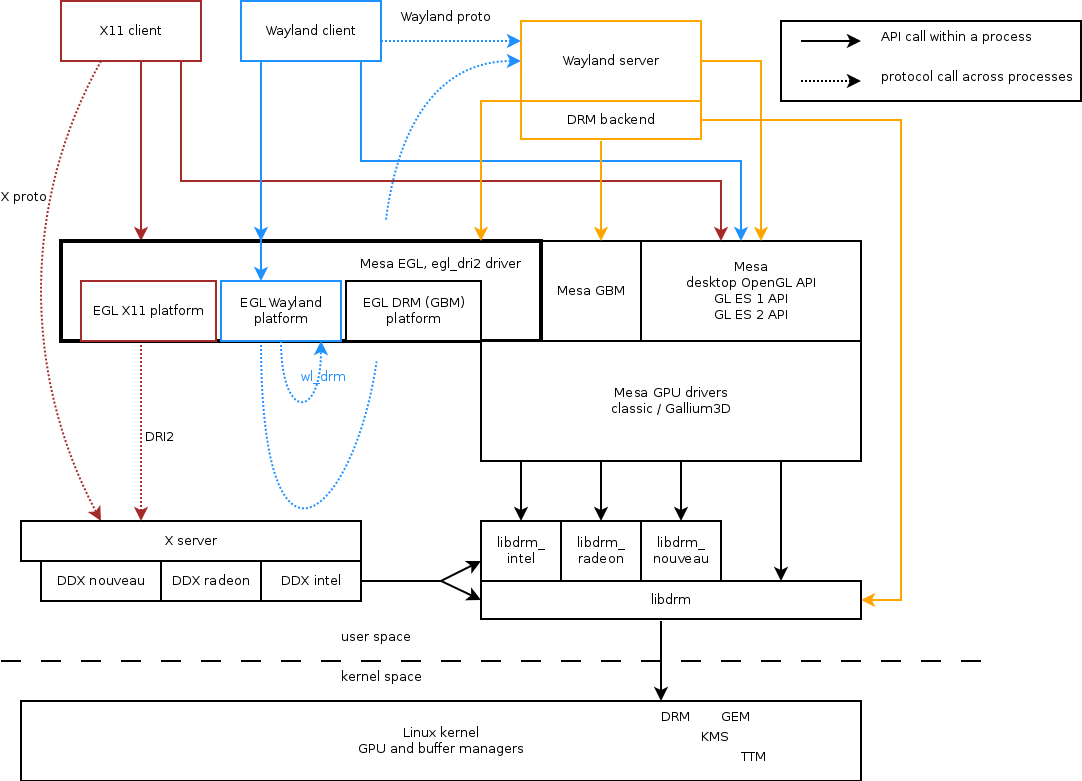 X11 client
Wayland client
Wayland proto
Wayland server
DRM backend
API call within a process
protocol call across processes
X proto
Mesa EGL, egl_dri2 driver
EGL X11 platform
EGL Wayland
platform
EGL DRM (GBM)
platform
Mesa GBM
Mesa
desktop OpenGL API
GL ES 1 API
GL ES 2 API
wl_drm
Mesa GPU drivers
classic / Gallium3D
DRI2
X server
DDX nouveau
DDX radeon
DDX intel
libdrm_
intel
libdrm_
radeon
libdrm_
nouveau
libdrm
user space
kernel space
Linux kernel
GPU and buffer managers
DRM
GEM
KMS
TTM